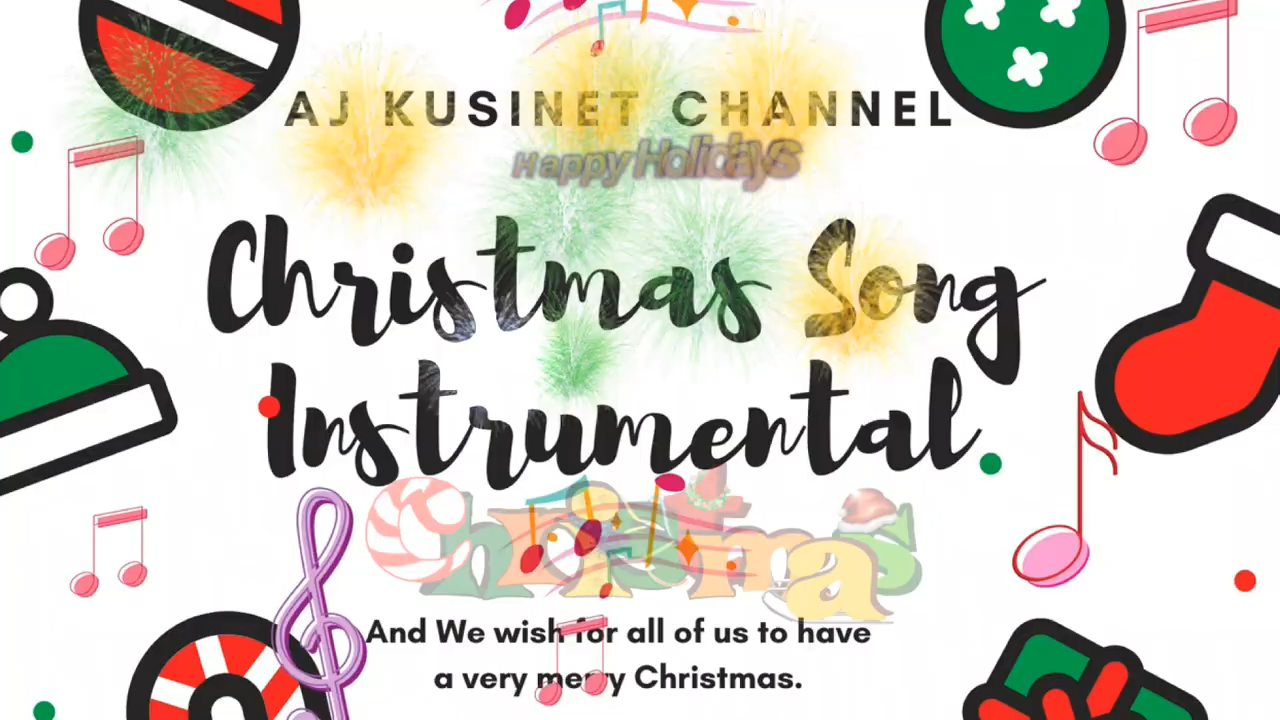 AJ KUSINET CHANNEL
Happy Holidays
Christmas Song
Instrumental
Christmas
And We wish for all of us to have
a very merry Christmas.